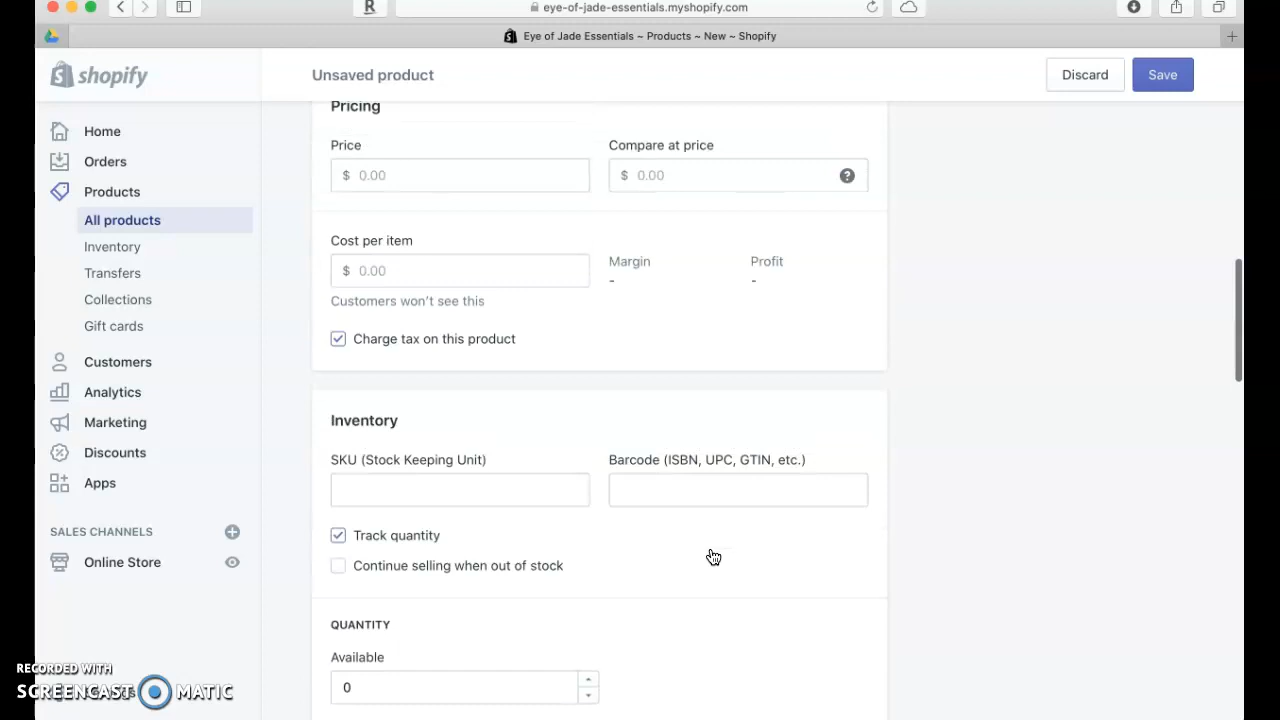 eye-of-jade-essentials.myshopify.com
Eye of Jade Essentials ~ Products ~ New ~ Shopify
shopify
Unsaved product
Discard
Save
Home
Orders
Products
All products
Inventory
Transfers
Collections
Gift cards
Customers
Analytics
Marketing
Discounts
Apps
SALES CHANNELS
Online Store
Pricing
Price
Compare at price
$ 0.00
$ 0.00
Cost per item
$ 0.00
Margin
-
Profit
-
Customers won't see this
Charge tax on this product
Inventory
SKU (Stock Keeping Unit)
Barcode (ISBN, UPC, GTIN, etc.)
Track quantity
Continue selling when out of stock
QUANTITY
Available
0
RECORDED WITH
SCREENCAST MATIC